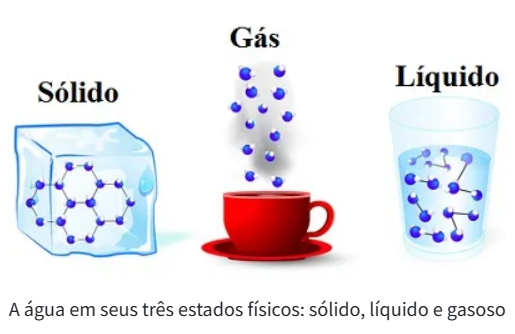 Sólido
Gás
Líquido
A água em seus três estados físicos: sólido, líquido e gasoso